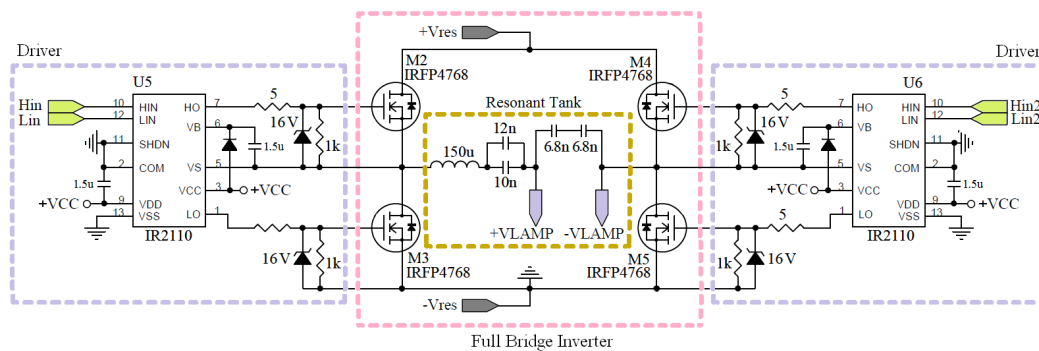 +Vres
Driver
Driver
U5
M2
IRFP4768
M4
IRFP4768
U6
Hin
Lin
10
12
HIN
LIN
HO
7
5
VB
6
16V
1.5u
1k
11
SHDN
2
COM
VS
5
1.5u
VCC
3
+VCC
+VCC
9
VDD
13
VSS
LO
1
IR2110
16V
1k
Resonant Tank
12n
150u
10n
6.8n
6.8n
+VLAMP
-VLAMP
M3
IRFP4768
M5
IRFP4768
-Vres
5
7
HO
HIN
10
Hin2
LIN
12
Lin2
16V
1k
1.5u
6
VB
SHDN
11
5
VS
COM
2
1.5u
+VCC
3
VCC
5
VDD
9
+VCC
VSS
13
1
LO
16V
1k
IR2110
Full Bridge Inverter